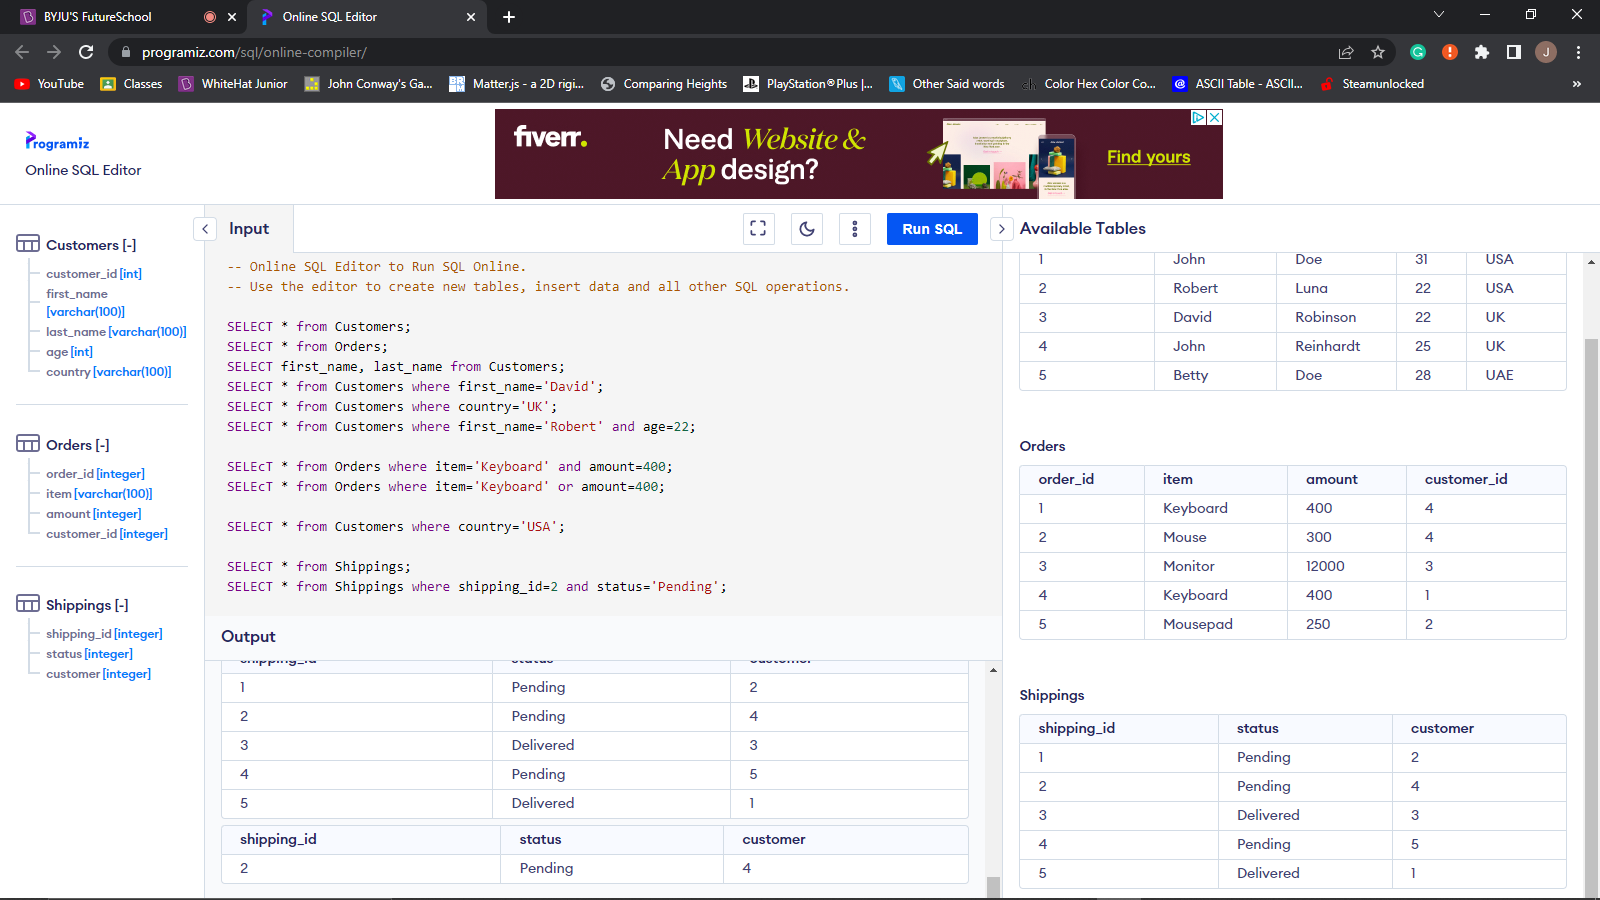 BYJU'S FutureSchool
Online SQL Editor
programiz.com/sql/online-compiler/
J
YouTube
Classes
WhiteHat Junior
John Conway's Ga...
Matter.js - a 2D rigi...
Comparing Heights
PlayStation®Plus |...
Other Said words
Color Hex Color Co...
ASCII Table - ASCII...
Steamunlocked
»
Programiz
Online SQL Editor
fiverr.
Need Website &
App design?
Find yours
Customers [-]
customer_id [int]
first_name
[varchar(100)]
last_name [varchar(100)]
age [int]
country [varchar(100)]
Orders [-]
order_id [integer]
item [varchar(100)]
amount [integer]
customer_id [integer]
Shippings [-]
shipping_id [integer]
status [integer]
customer [integer]
Input
Run SQL
-- Online SQL Editor to Run SQL Online.
-- Use the editor to create new tables, insert data and all other SQL operations.
SELECT * from Customers;
SELECT * from Orders;
SELECT first_name, last_name from Customers;
SELECT * from Customers where first_name='David';
SELECT * from Customers where country='UK';
SELECT * from Customers where first_name='Robert' and age=22;
SELEcT * from Orders where item='Keyboard' and amount=400;
SELEcT * from Orders where item='Keyboard' or amount=400;
SELECT * from Customers where country='USA';
SELECT * from Shippings;
SELECT * from Shippings where shipping_id=2 and status='Pending';
Output
shipping_id status customer
1 Pending 2
2 Pending 4
3 Delivered 3
4 Pending 5
5 Delivered 1
shipping_id status customer
2 Pending 4
Available Tables
1 John Doe 31 USA
2 Robert Luna 22 USA
3 David Robinson 22 UK
4 John Reinhardt 25 UK
5 Betty Doe 28 UAE
Orders
order_id item amount customer_id
1 Keyboard 400 4
2 Mouse 300 4
3 Monitor 12000 3
4 Keyboard 400 1
5 Mousepad 250 2
Shippings
shipping_id status customer
1 Pending 2
2 Pending 4
3 Delivered 3
4 Pending 5
5 Delivered 1